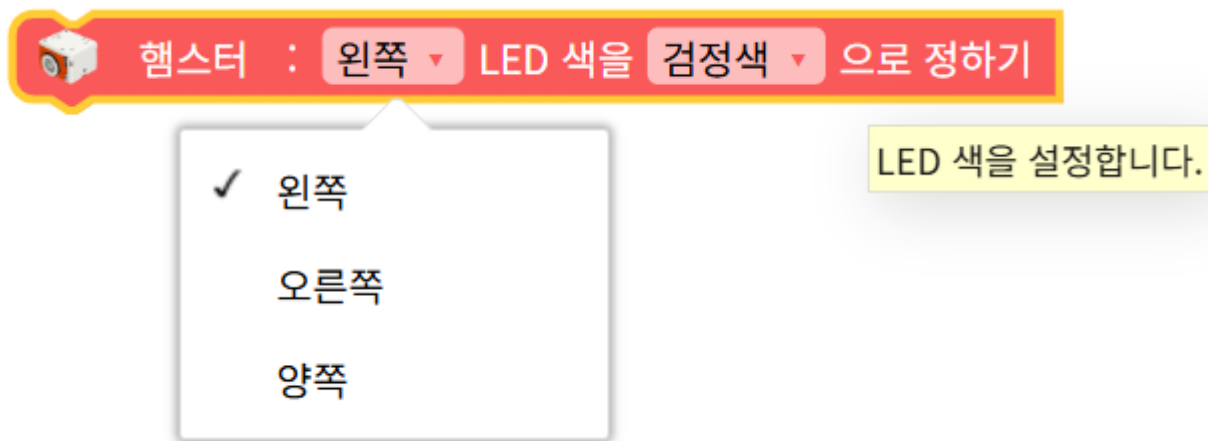 햄스터 : 왼쪽 ▼ LED 색을 검정색 ▼ 으로 정하기
LED 색을 설정합니다.
✓ 왼쪽
오른쪽
양쪽